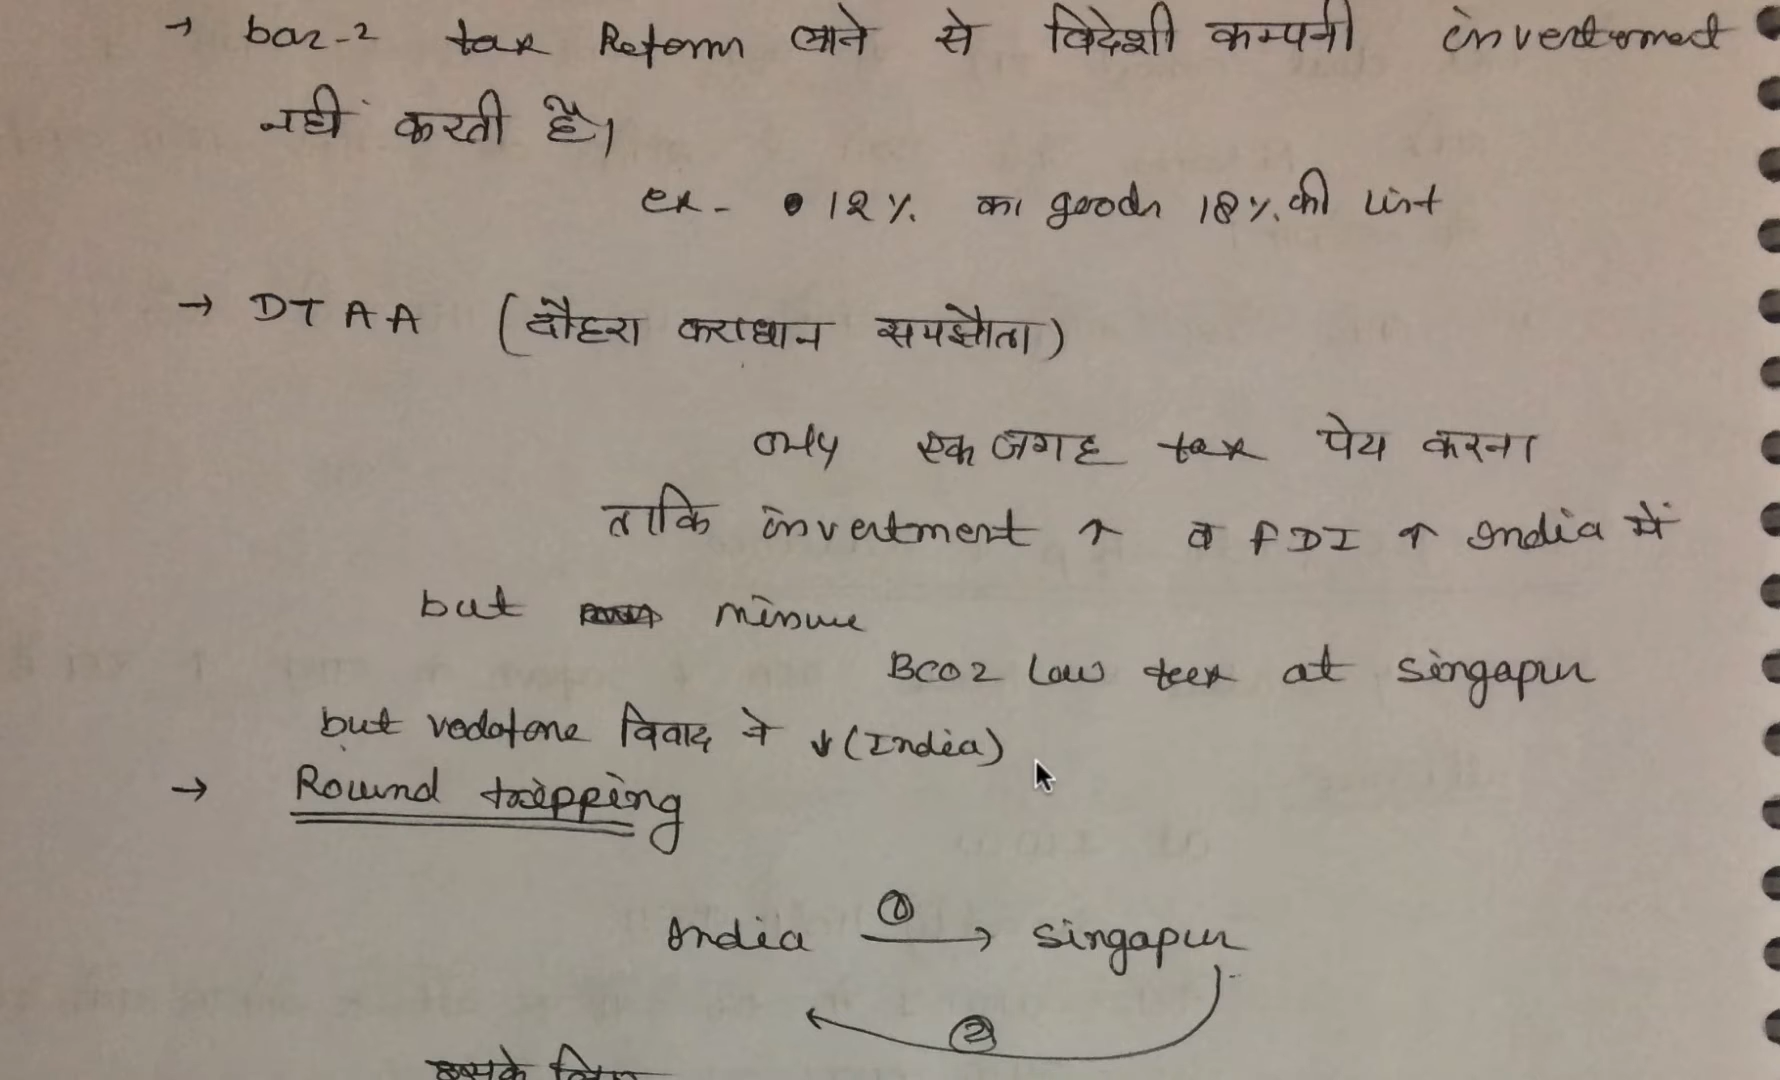 → baz-2 tax Reform लाने से विदेशी कम्पनी investment
नहीं करती है।
ex- 12% का goods 18% की list
→ DTAA (दौहरा कराधान समझौता)
only एक जगह tax पेय करना
ताकि investment ↑ व FDI ↑ India में
but misuse
BCOZ Low tax at singapur
but vodafone विवाद ने ↓ (India)
→ Round tripping
India ① → singapur
②
इसके लिए